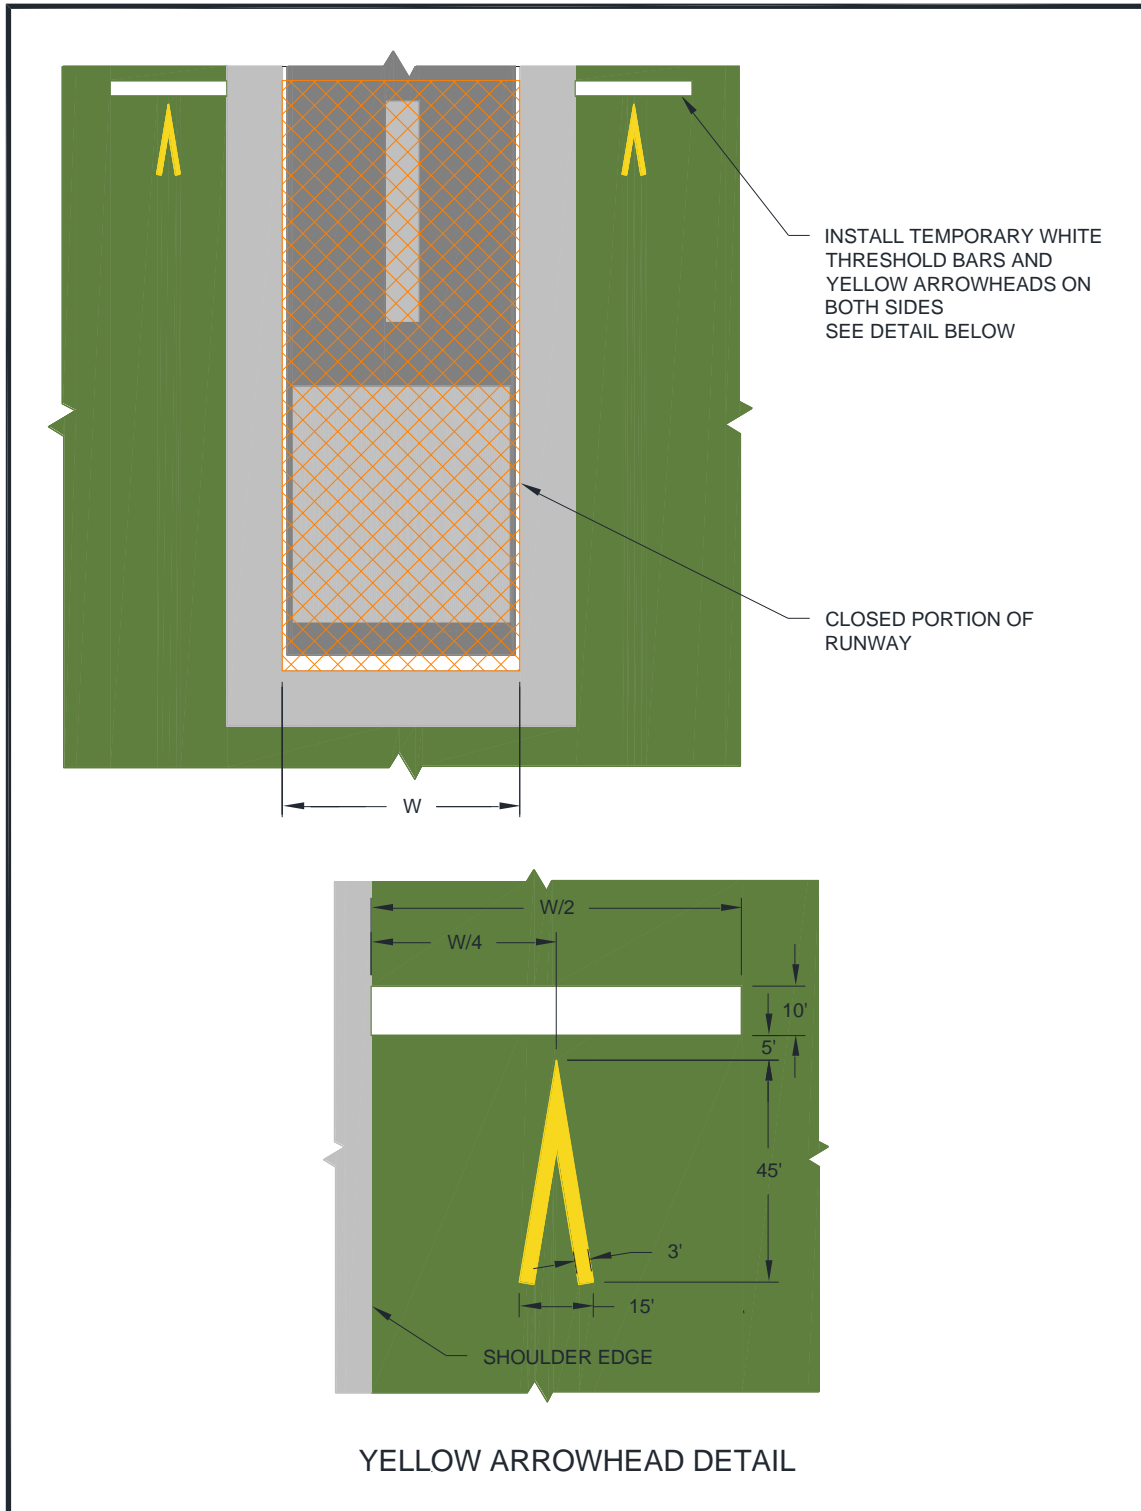 INSTALL TEMPORARY WHITE
THRESHOLD BARS AND
YELLOW ARROWHEADS ON
BOTH SIDES
SEE DETAIL BELOW
CLOSED PORTION OF
RUNWAY
W
W/2
W/4
10'
5'
45'
3'
15'
SHOULDER EDGE
YELLOW ARROWHEAD DETAIL